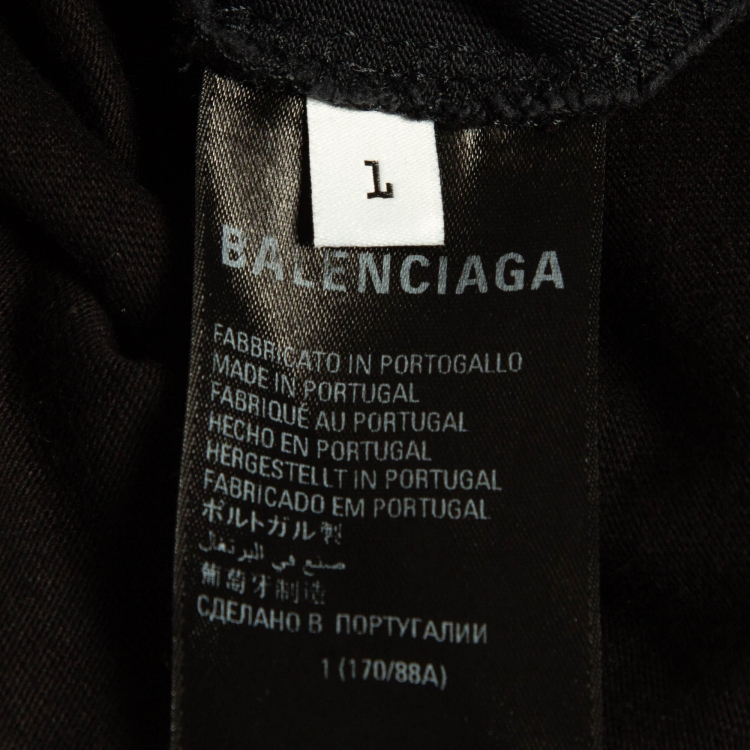 1
BALENCIAGA
FABBRICATO IN PORTOGALLO
MADE IN PORTUGAL
FABRIQUÉ AU PORTUGAL
HECHO EN PORTUGAL
HERGESTELLT IN PORTUGAL
FABRICADO EM PORTUGAL
ポルトガル製
صنع في البرتغال
葡萄牙制造
СДЕЛАНО В ПОРТУГАЛИИ
1 (170/88A)